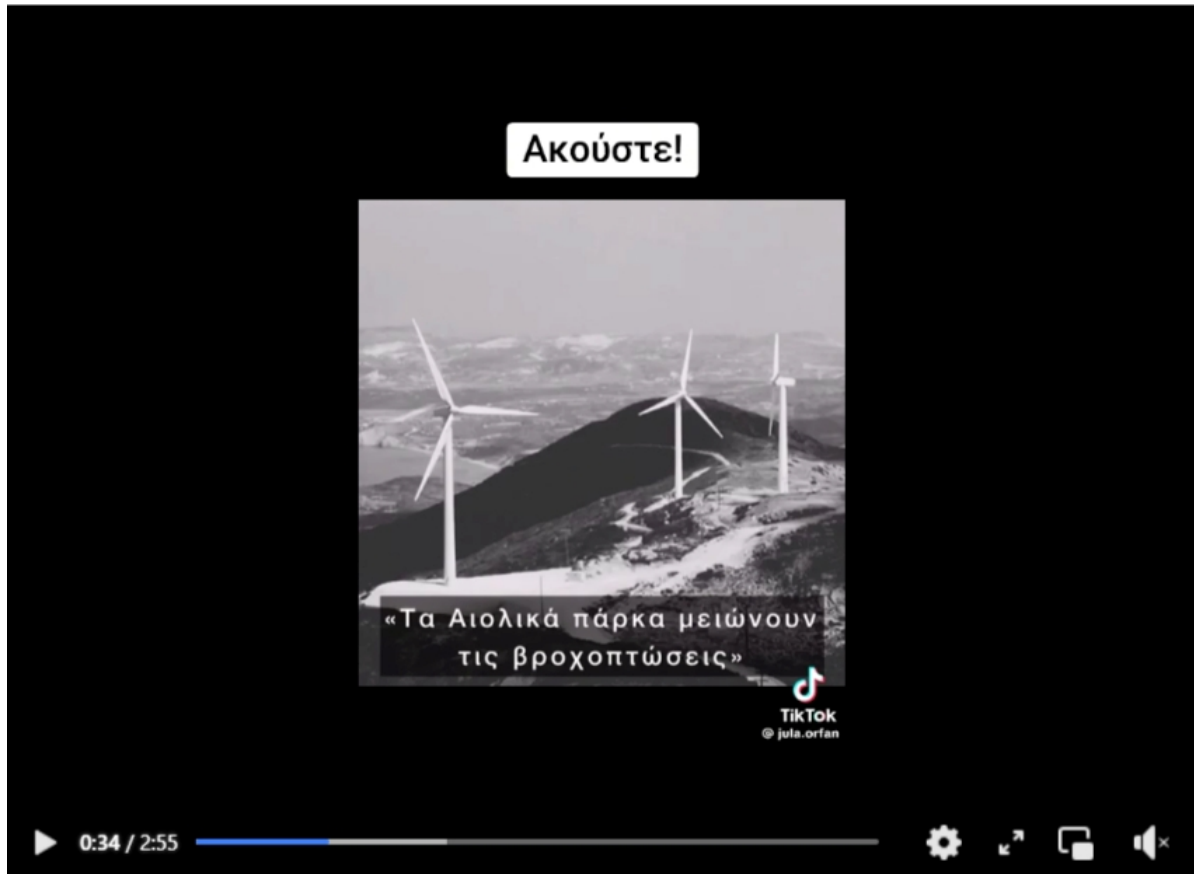 Ακούστε!
«Τα Αιολικά πάρκα μειώνουν
τις βροχοπτώσεις»
TikTok
@ jula.orfan
0:34 / 2:55